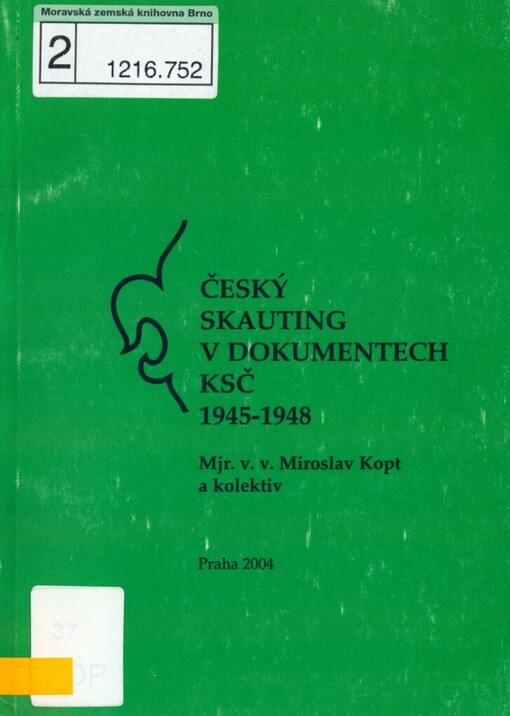 Moravská zemská knihovna Brno
2
1216.752
ČESKÝ
SKAUTING
V DOKUMENTECH
KSČ
1945-1948
Mjr. v. v. Miroslav Kopt
a kolektiv
Praha 2004
37